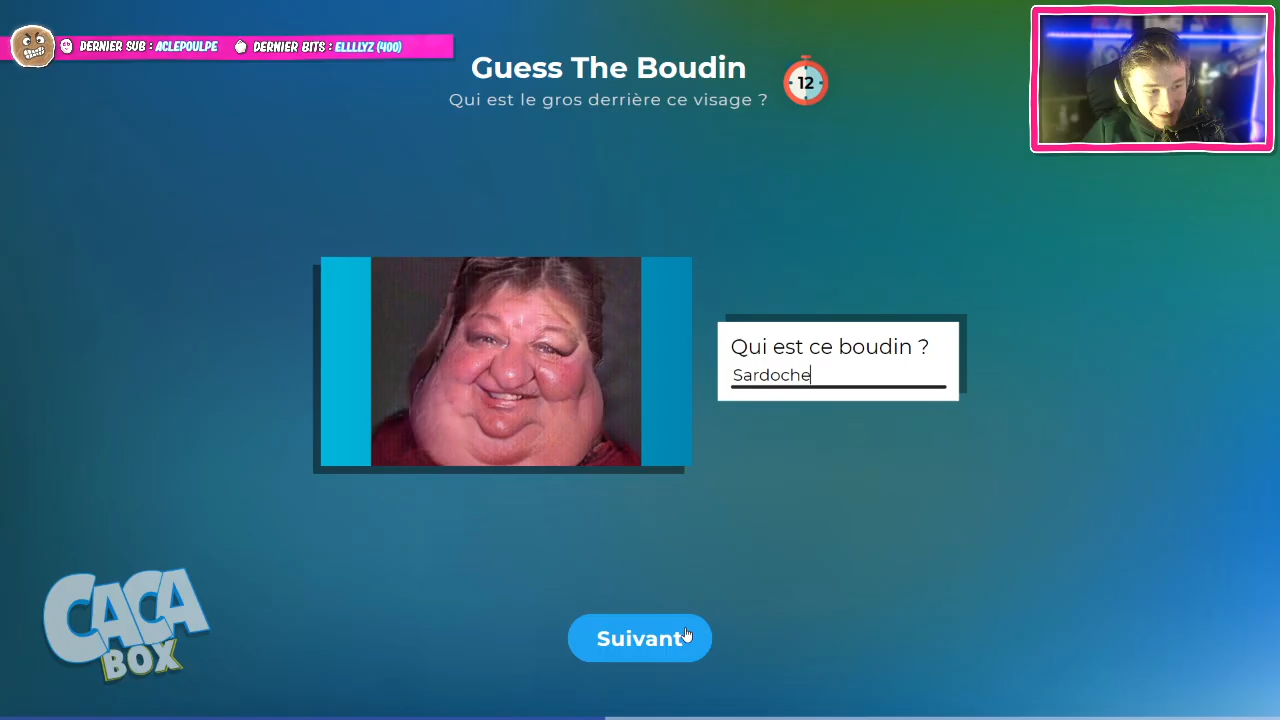 DERNIER SUB : ACLEPOULPE DERNIER BITS : ELLLLYZ (400)
Guess The Boudin
12
Qui est le gros derrière ce visage ?
Qui est ce boudin ?
Sardoche
CACA
BOX
Suivant